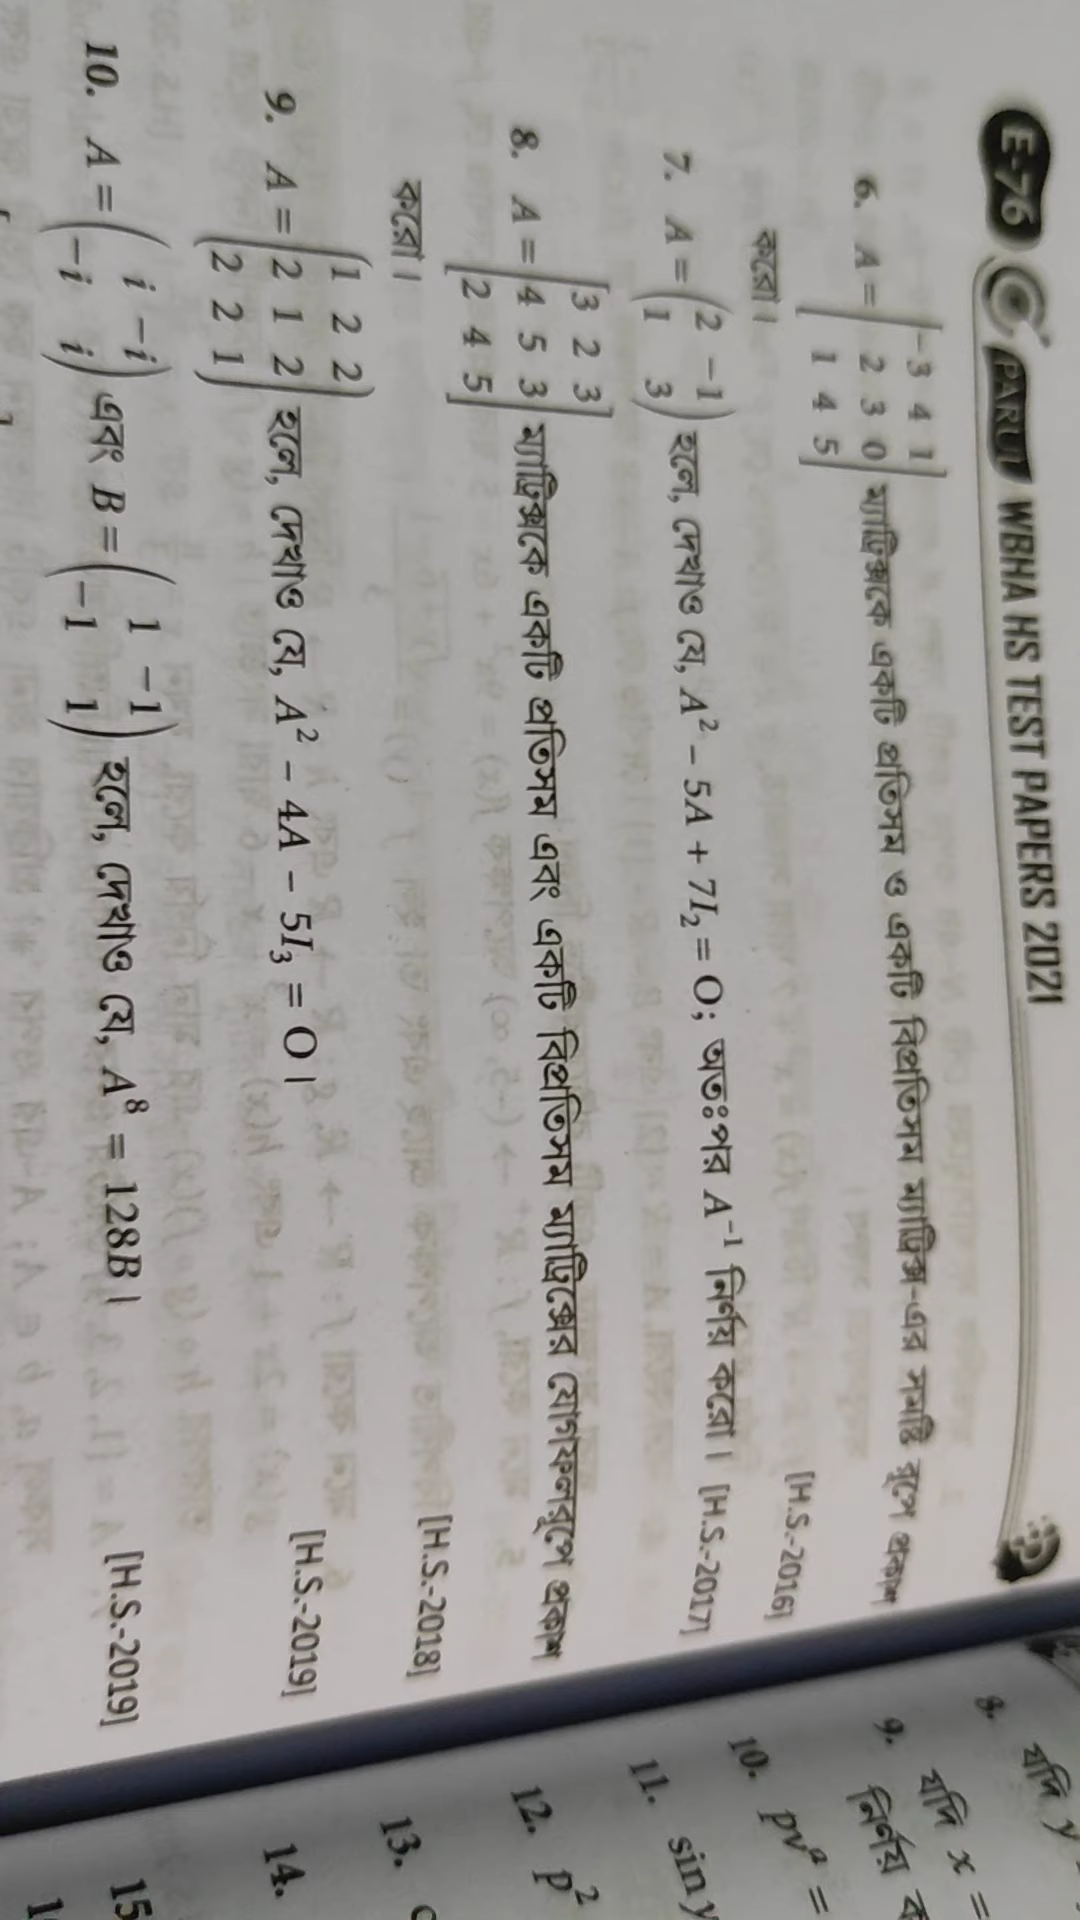 E-76 PARUL WBHA HS TEST PAPERS 2021
6. A = [-3 4 1
2 3 0
1 4 5] ম্যাট্রিক্সকে একটি প্রতিসম ও একটি বিপ্রতিসম ম্যাট্রিক্স-এর সমষ্টি রূপে প্রকাশ
করো। [H.S.-2016]
7. A = (2 -1
1 3) হলে, দেখাও যে, A² - 5A + 7I₂ = O; অতঃপর A⁻¹ নির্ণয় করো। [H.S.-2017]
8. A = [3 2 3
4 5 3
2 4 5] ম্যাট্রিক্সকে একটি প্রতিসম এবং একটি বিপ্রতিসম ম্যাট্রিক্সের যোগফলরূপে প্রকাশ
করো। [H.S.-2018]
9. A = (1 2 2
2 1 2
2 2 1) হলে, দেখাও যে, A² - 4A - 5I₃ = O। [H.S.-2019]
10. A = (i -i
-i i) এবং B = (1 -1
-1 1) হলে, দেখাও যে, A⁸ = 128B। [H.S.-2019]
8. যদি y
9. যদি x =
নির্ণয়
10. pvᵃ =
11. sin y
12. p²
13.
14.
15